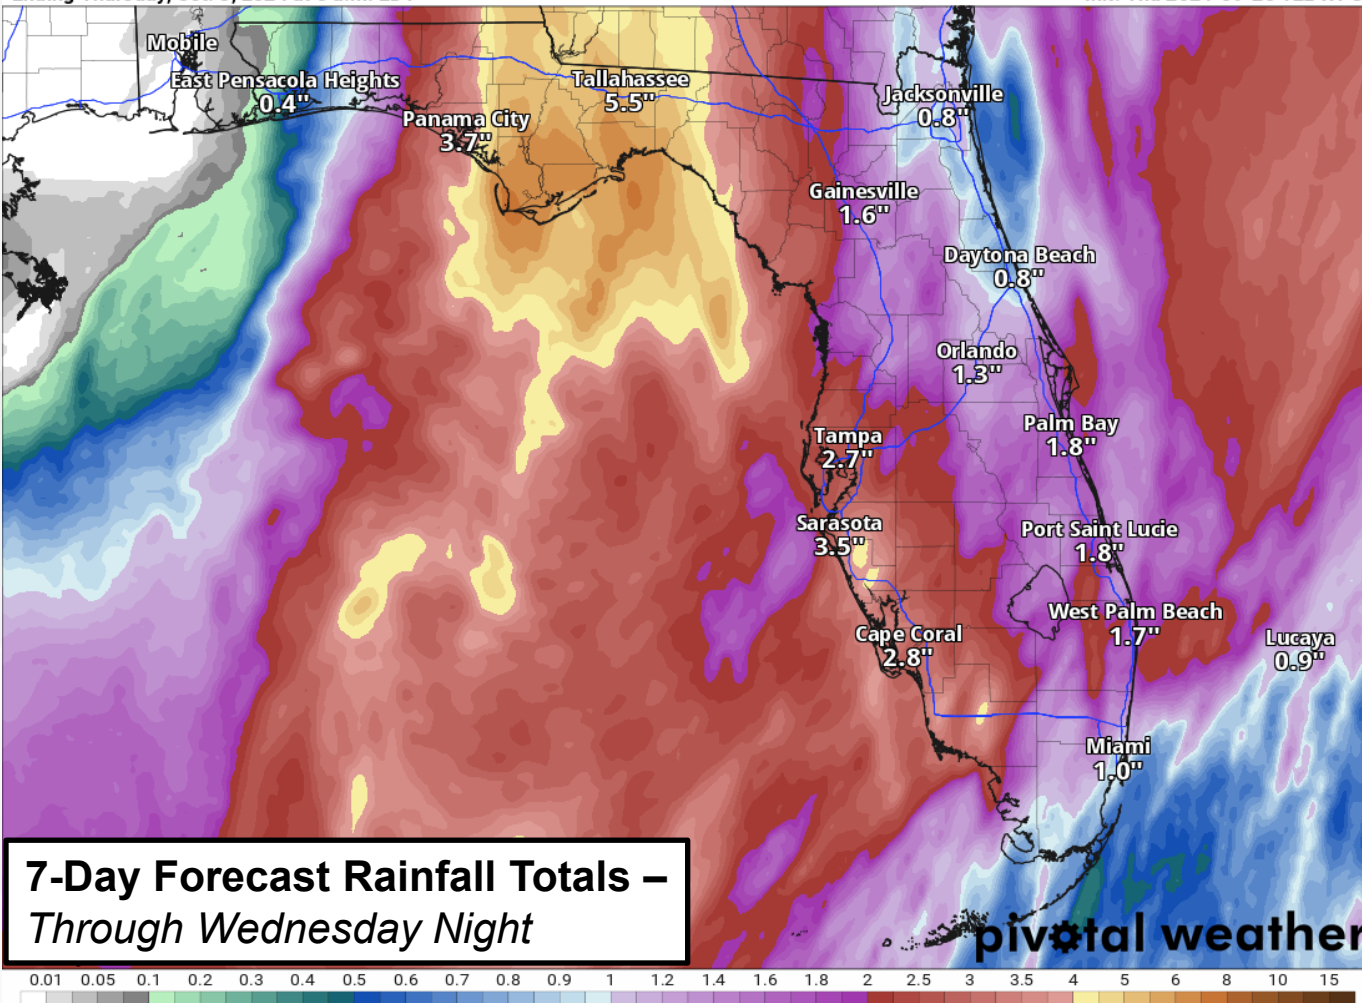 Mobile
East Pensacola Heights
0.4"
Panama City
3.7"
Tallahassee
5.5"
Jacksonville
0.8"
Gainesville
1.6"
Daytona Beach
0.8"
Orlando
1.3"
Palm Bay
1.8"
Tampa
2.7"
Sarasota
3.5"
Port Saint Lucie
1.8"
West Palm Beach
1.7"
Cape Coral
2.8"
Lucaya
0.9"
Miami
1.0"
7-Day Forecast Rainfall Totals –
Through Wednesday Night
pivotal weather
0.01 0.05 0.1 0.2 0.3 0.4 0.5 0.6 0.7 0.8 0.9 1 1.2 1.4 1.6 1.8 2 2.5 3 3.5 4 5 6 8 10 15